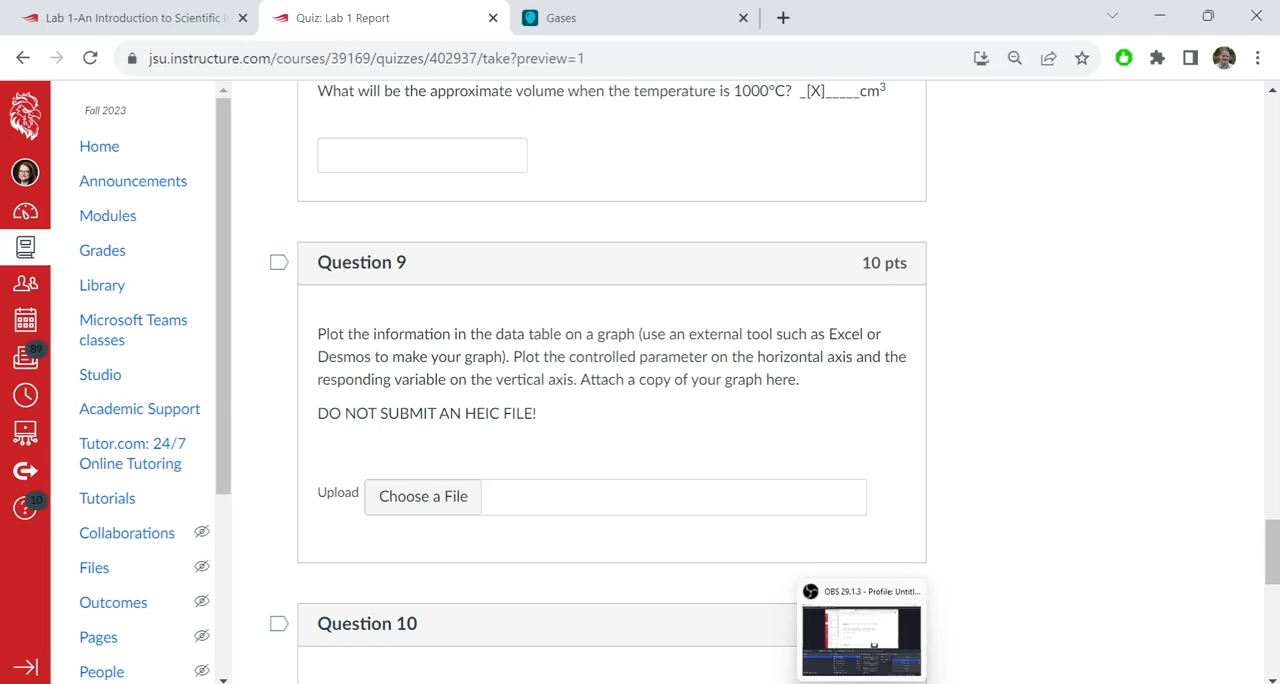 Lab 1-An Introduction to Scientific I
Quiz: Lab 1 Report
Gases
jsu.instructure.com/courses/39169/quizzes/402937/take?preview=1
Fall 2023
Home
Announcements
Modules
Grades
Library
Microsoft Teams
classes
Studio
Academic Support
Tutor.com: 24/7
Online Tutoring
Tutorials
Collaborations
Files
Outcomes
Pages
People
89
10
What will be the approximate volume when the temperature is 1000°C? _[X]_____cm³
Question 9
10 pts
Plot the information in the data table on a graph (use an external tool such as Excel or
Desmos to make your graph). Plot the controlled parameter on the horizontal axis and the
responding variable on the vertical axis. Attach a copy of your graph here.
DO NOT SUBMIT AN HEIC FILE!
Upload
Choose a File
Question 10
OBS 29.1.3 - Profile: Untitl...